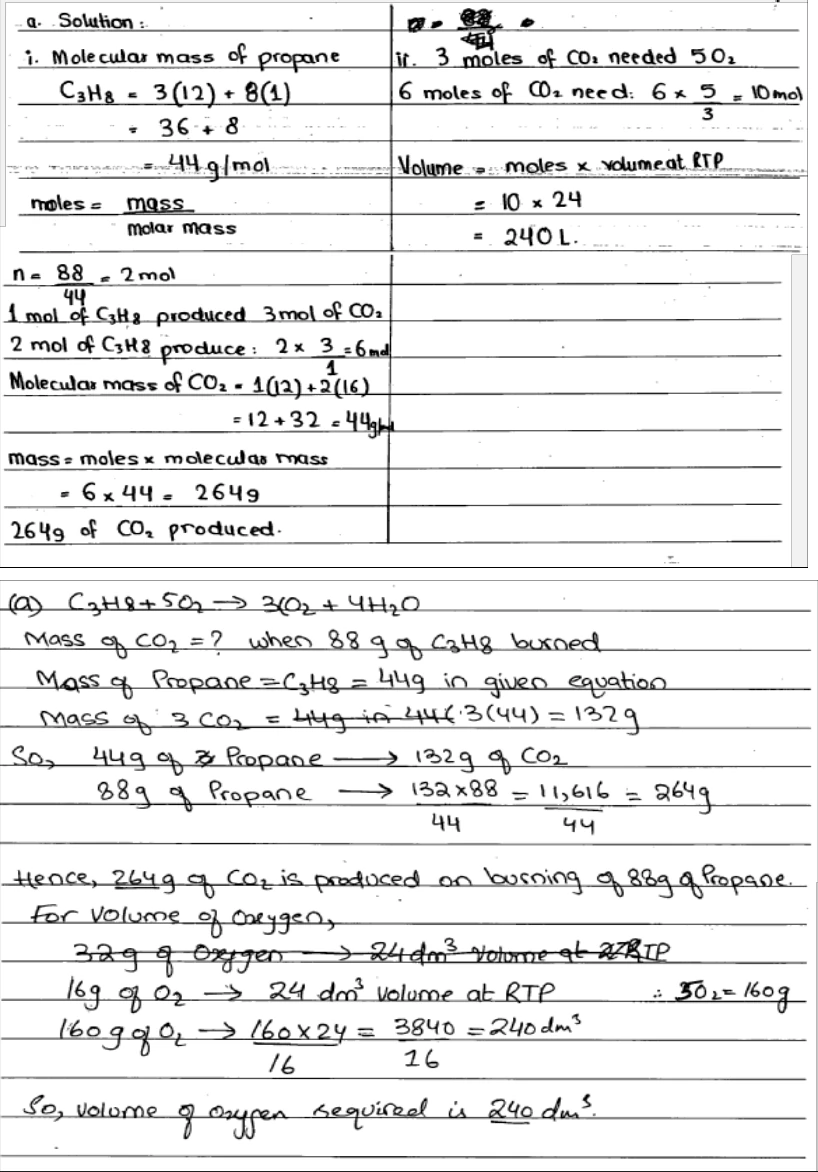 a. Solution:
i. Molecular mass of propane
C3H8 = 3(12) + 8(1)
= 36 + 8
= 44 g/mol
moles = mass
molar mass
n = 88 = 2 mol
44
1 mol of C3H8 produced 3 mol of CO2
2 mol of C3H8 produce: 2 × 3 = 6 mol
1
Molecular mass of CO2 = 1(12) + 2(16)
= 12 + 32 = 44 g/mol
mass = moles × molecular mass
= 6 × 44 = 264g
264g of CO2 produced.
ii. 3 moles of CO2 needed 5O2
6 moles of CO2 need: 6 × 5 = 10 mol
3
Volume = moles × volume at RTP
= 10 × 24
= 240 L.
(a) C3H8 + 5O2 → 3CO2 + 4H2O
Mass of CO2 = ? when 88 g of C3H8 burned
Mass of Propane = C3H8 = 44g in given equation
Mass of 3 CO2 = 44g in 44( 3(44) = 132g
So, 44g of Propane → 132g of CO2
88g of Propane → 132×88 = 11,616 = 264g
44 44
Hence, 264g of CO2 is produced on burning of 88g of Propane.
For volume of Oxygen,
32g of Oxygen → 24 dm³ volume at RTP
16g of O2 → 24 dm³ volume at RTP ∴ 5O2 = 160g
160g of O2 → 160×24 = 3840 = 240 dm³
16 16
So, volume of oxygen required is 240 dm³.